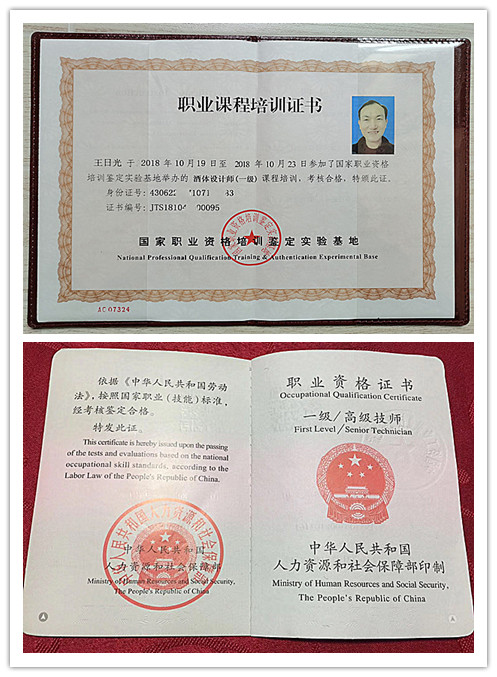 职业课程培训证书
王日光 于 2018 年 10 月 19 日至 2018 年 10 月 23 日参加了国家职业资格
培训鉴定实验基地举办的 酒体设计师(一级) 课程培训，考核合格，特颁此证。
身份证号：430622 1071 33
证书编号：JTS1810 00095
国家职业资格培训鉴定实验基地
National Professional Qualification Training & Authentication Experimental Base
AC 07324
依据《中华人民共和国劳动
法》，按照国家职业（技能）标准，
经考核鉴定合格。
特发此证。
This certificate is hereby issued upon the passing
of the tests and evaluations based on the national
occupational skill standards, according to the
Labor Law of the People's Republic of China.
中华人民共和国
人力资源和社会保障部
Ministry of Human Resources and Social Security,
The People's Republic of China
职业资格证书
Occupational Qualification Certificate
一级/高级技师
First Level/Senior Technician
中华人民共和国
人力资源和社会保障部印制
Ministry of Human Resources and Social Security,
The People's Republic of China